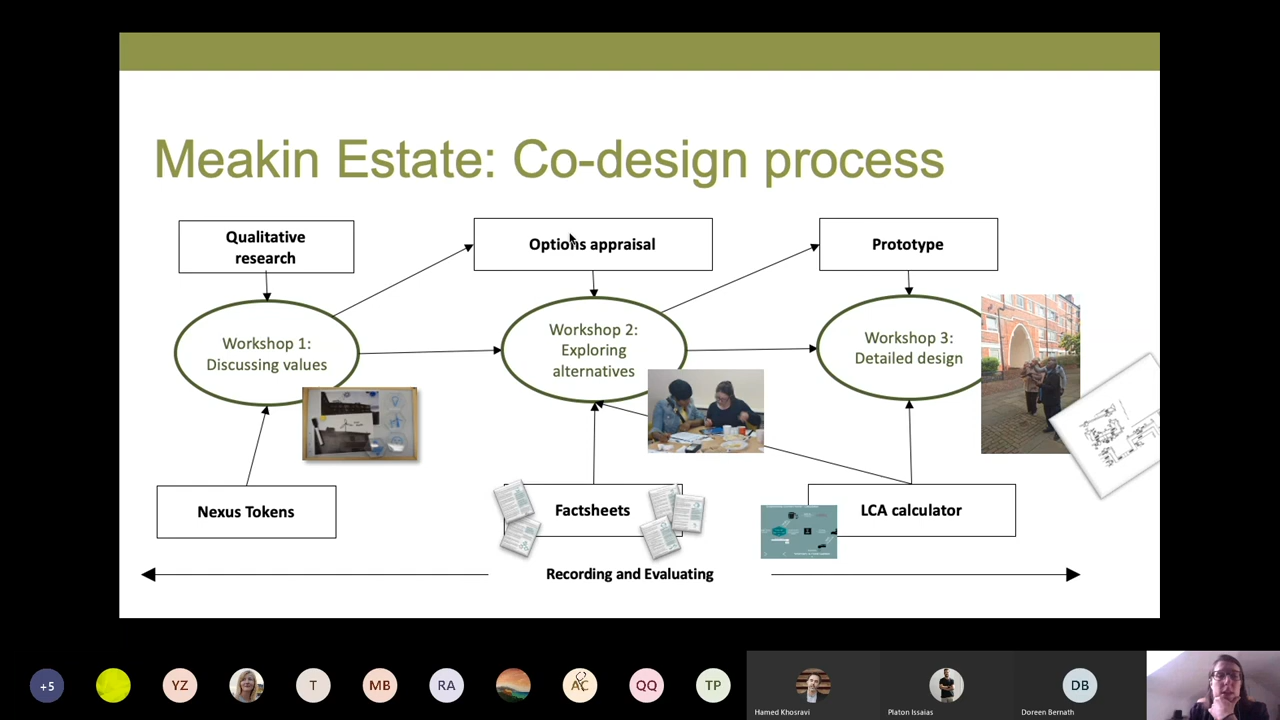 Meakin Estate: Co-design process
Qualitative
research
Options appraisal
Prototype
Workshop 1:
Discussing values
Workshop 2:
Exploring
alternatives
Workshop 3:
Detailed design
Nexus Tokens
Factsheets
LCA calculator
Recording and Evaluating
+5
YZ
T
MB
RA
AC
QQ
TP
DB
Hamed Khosravi
Platon Issaias
Doreen Bernath